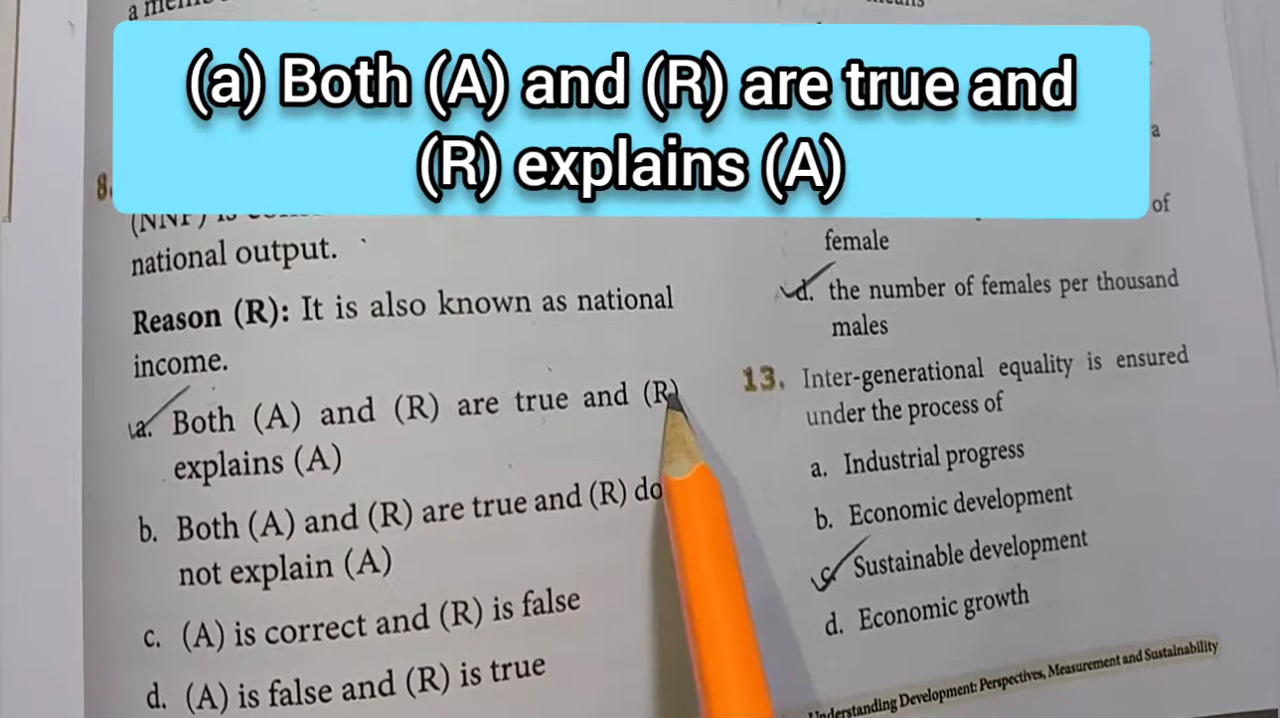 (a) Both (A) and (R) are true and
(R) explains (A)
8.
national output.
Reason (R): It is also known as national
income.
a. Both (A) and (R) are true and (R)
explains (A)
b. Both (A) and (R) are true and (R) do
not explain (A)
c. (A) is correct and (R) is false
d. (A) is false and (R) is true
a
of
female
d. the number of females per thousand
males
13. Inter-generational equality is ensured
under the process of
a. Industrial progress
b. Economic development
c. Sustainable development
d. Economic growth
Understanding Development: Perspectives, Measurement and Sustainability